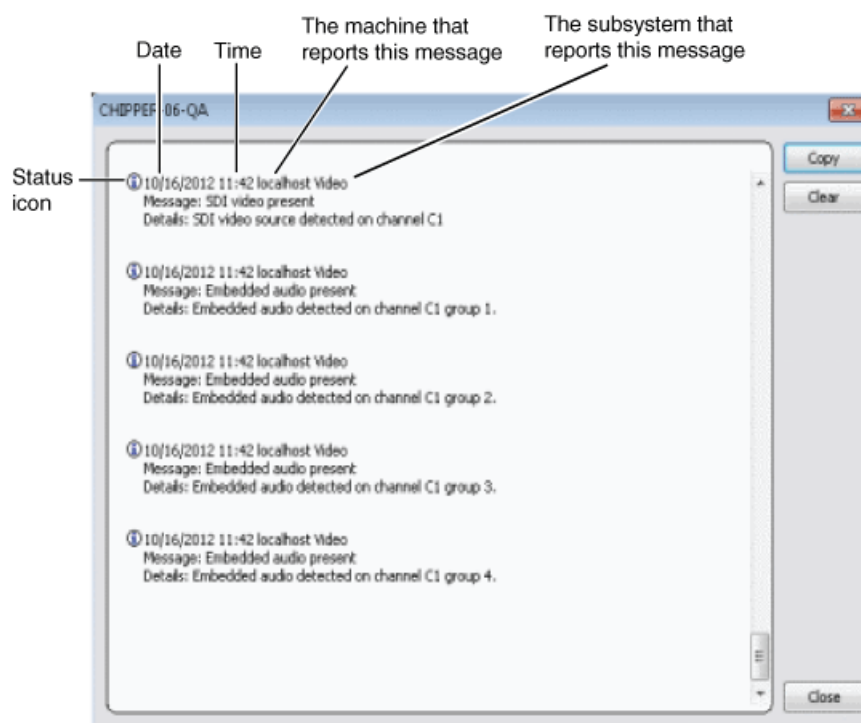 The machine that
reports this message
The subsystem that
reports this message
Date
Time
CHIPPER-06-QA
Status
icon
10/16/2012 11:42 localhost Video
Message: SDI video present
Details: SDI video source detected on channel C1
10/16/2012 11:42 localhost Video
Message: Embedded audio present
Details: Embedded audio detected on channel C1 group 1.
10/16/2012 11:42 localhost Video
Message: Embedded audio present
Details: Embedded audio detected on channel C1 group 2.
10/16/2012 11:42 localhost Video
Message: Embedded audio present
Details: Embedded audio detected on channel C1 group 3.
10/16/2012 11:42 localhost Video
Message: Embedded audio present
Details: Embedded audio detected on channel C1 group 4.
Copy
Clear
Close